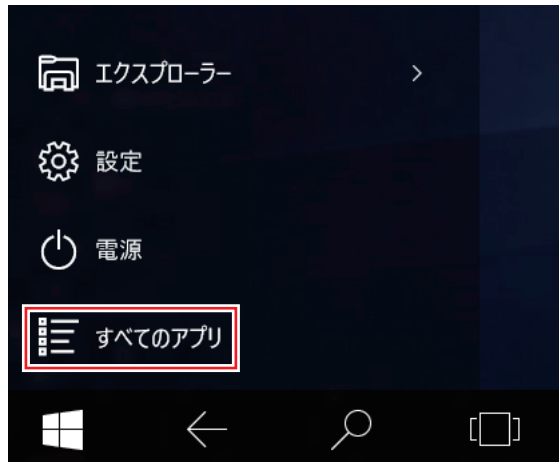 エクスプローラー
設定
電源
すべてのアプリ